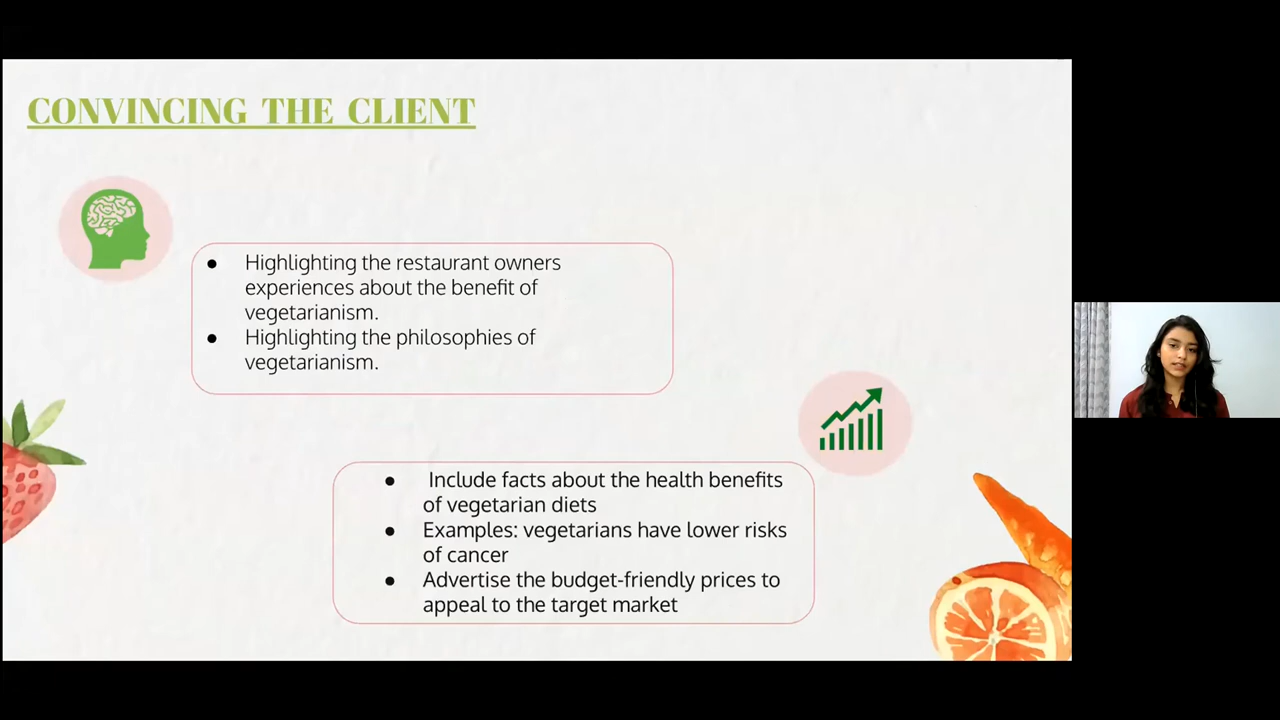 CONVINCING THE CLIENT
● Highlighting the restaurant owners
experiences about the benefit of
vegetarianism.
● Highlighting the philosophies of
vegetarianism.
● Include facts about the health benefits
of vegetarian diets
● Examples: vegetarians have lower risks
of cancer
● Advertise the budget-friendly prices to
appeal to the target market